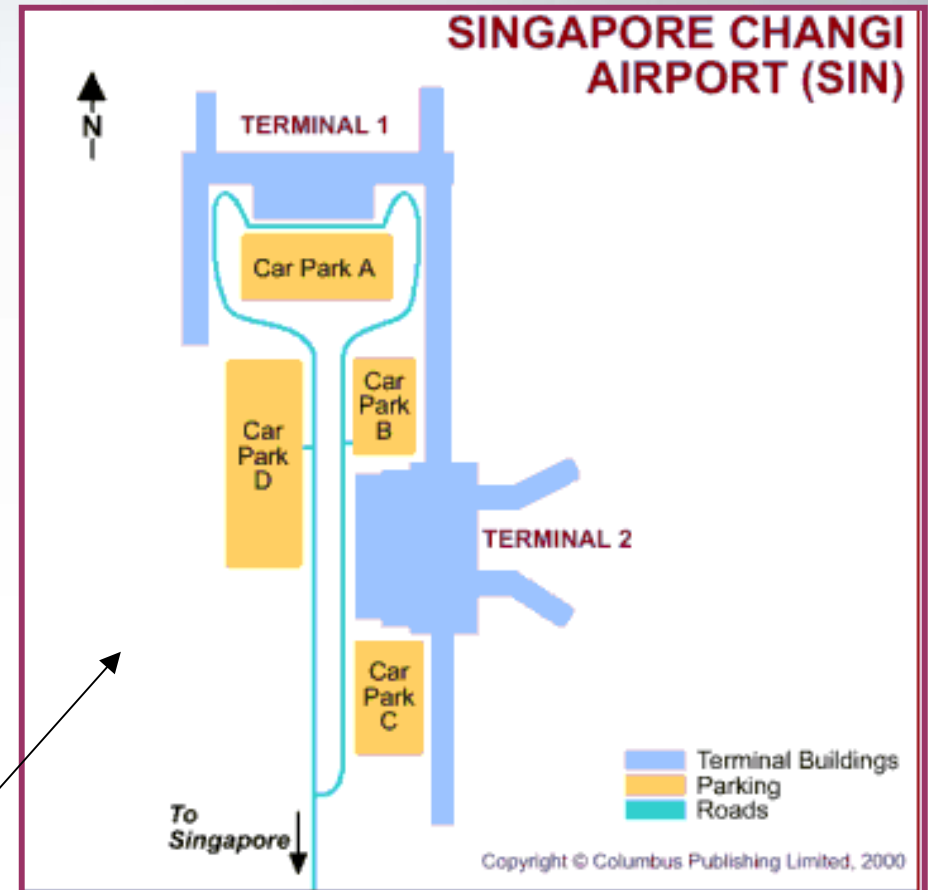 SINGAPORE CHANGI
AIRPORT (SIN)
N
TERMINAL 1
Car Park A
Car
Park
B
Car
Park
D
TERMINAL 2
Car
Park
C
Terminal Buildings
Parking
Roads
To
Singapore
Copyright © Columbus Publishing Limited, 2000